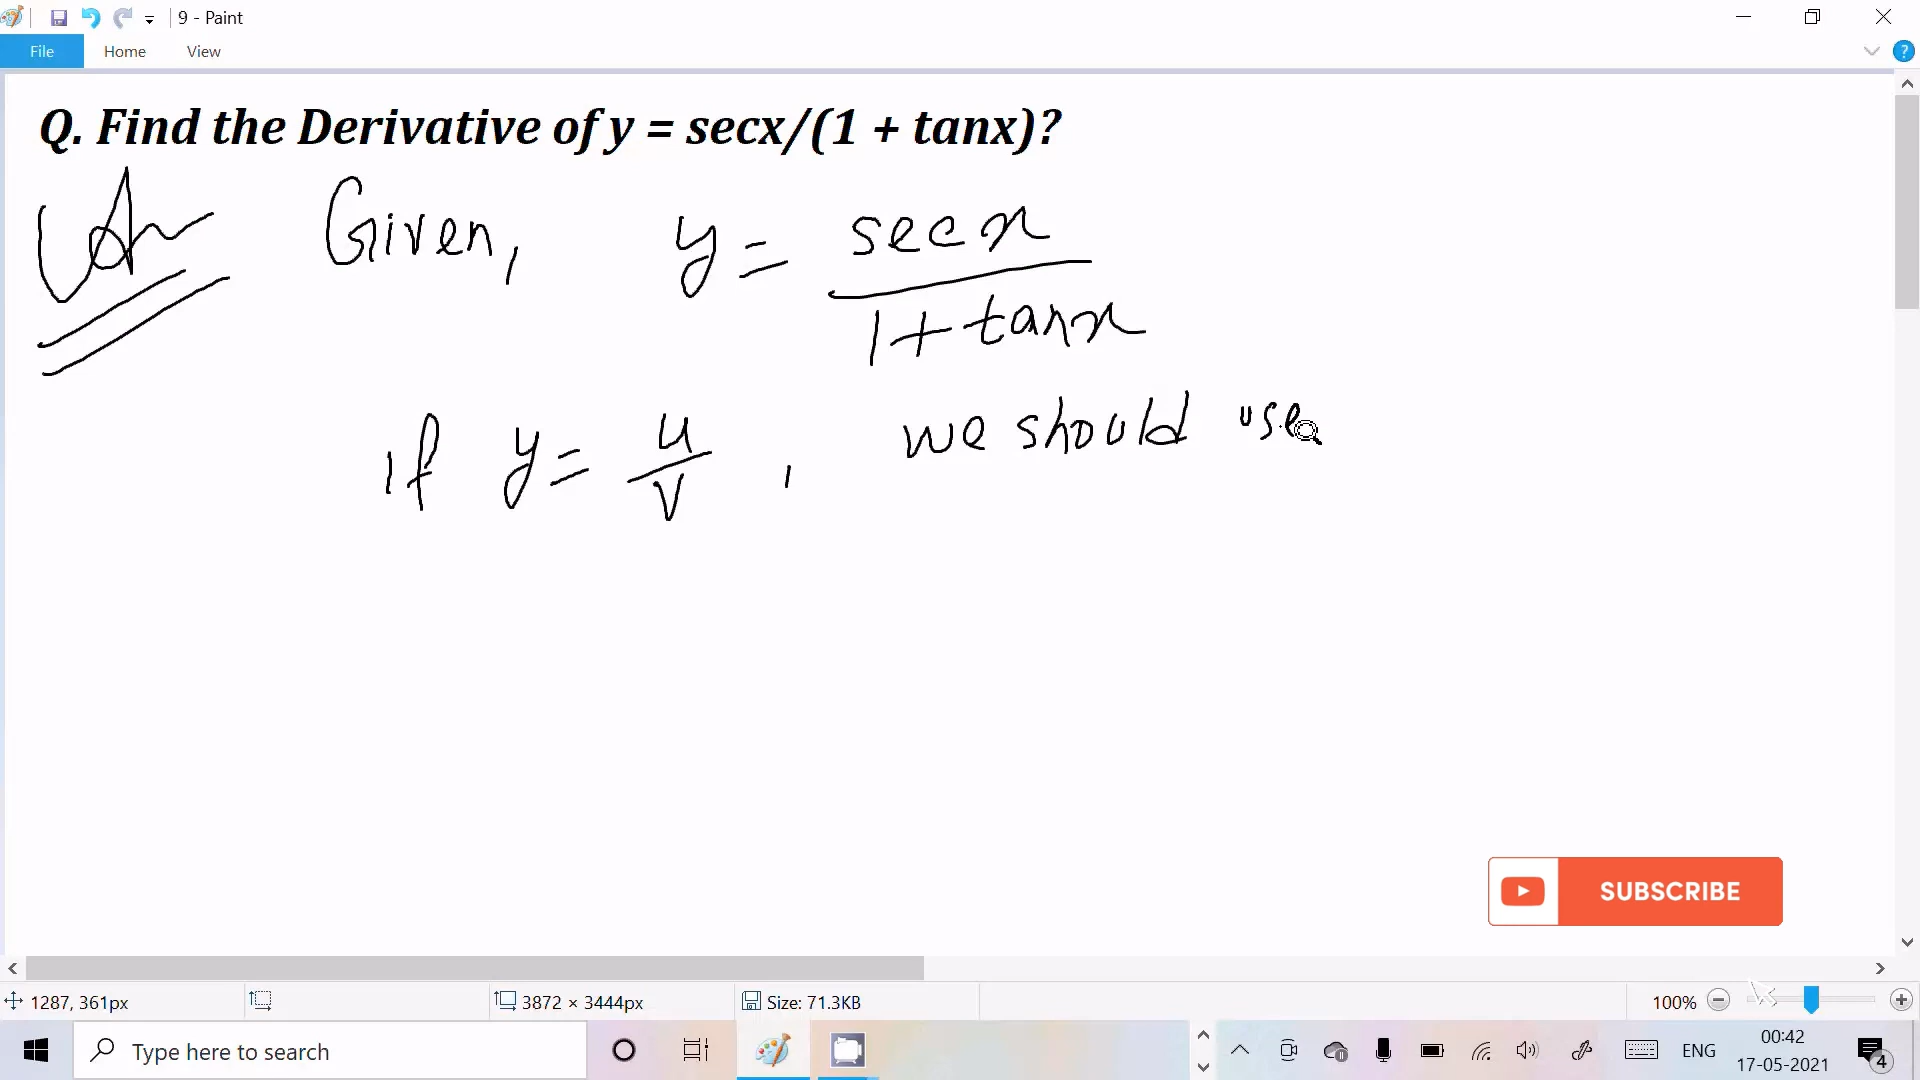 9 - Paint
File Home View
Q. Find the Derivative of y = secx/(1 + tanx)?
Given, y = secx
1 + tanx
if y = u
v , we should use
SUBSCRIBE
1287, 361px 3872 × 3444px Size: 71.3KB 100%
Type here to search
ENG
00:42
17-05-2021
4